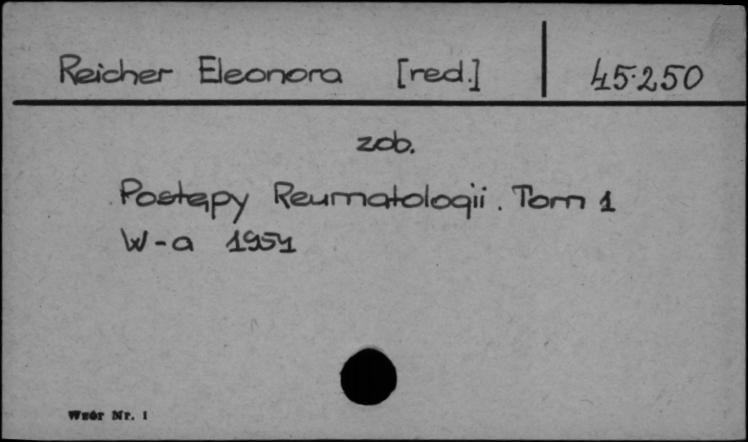 Reicher Eleonora [red.] 45.250
zob.
Postępy Reumatologii. Tom 1
W-a 1951
Wzór Nr. 1